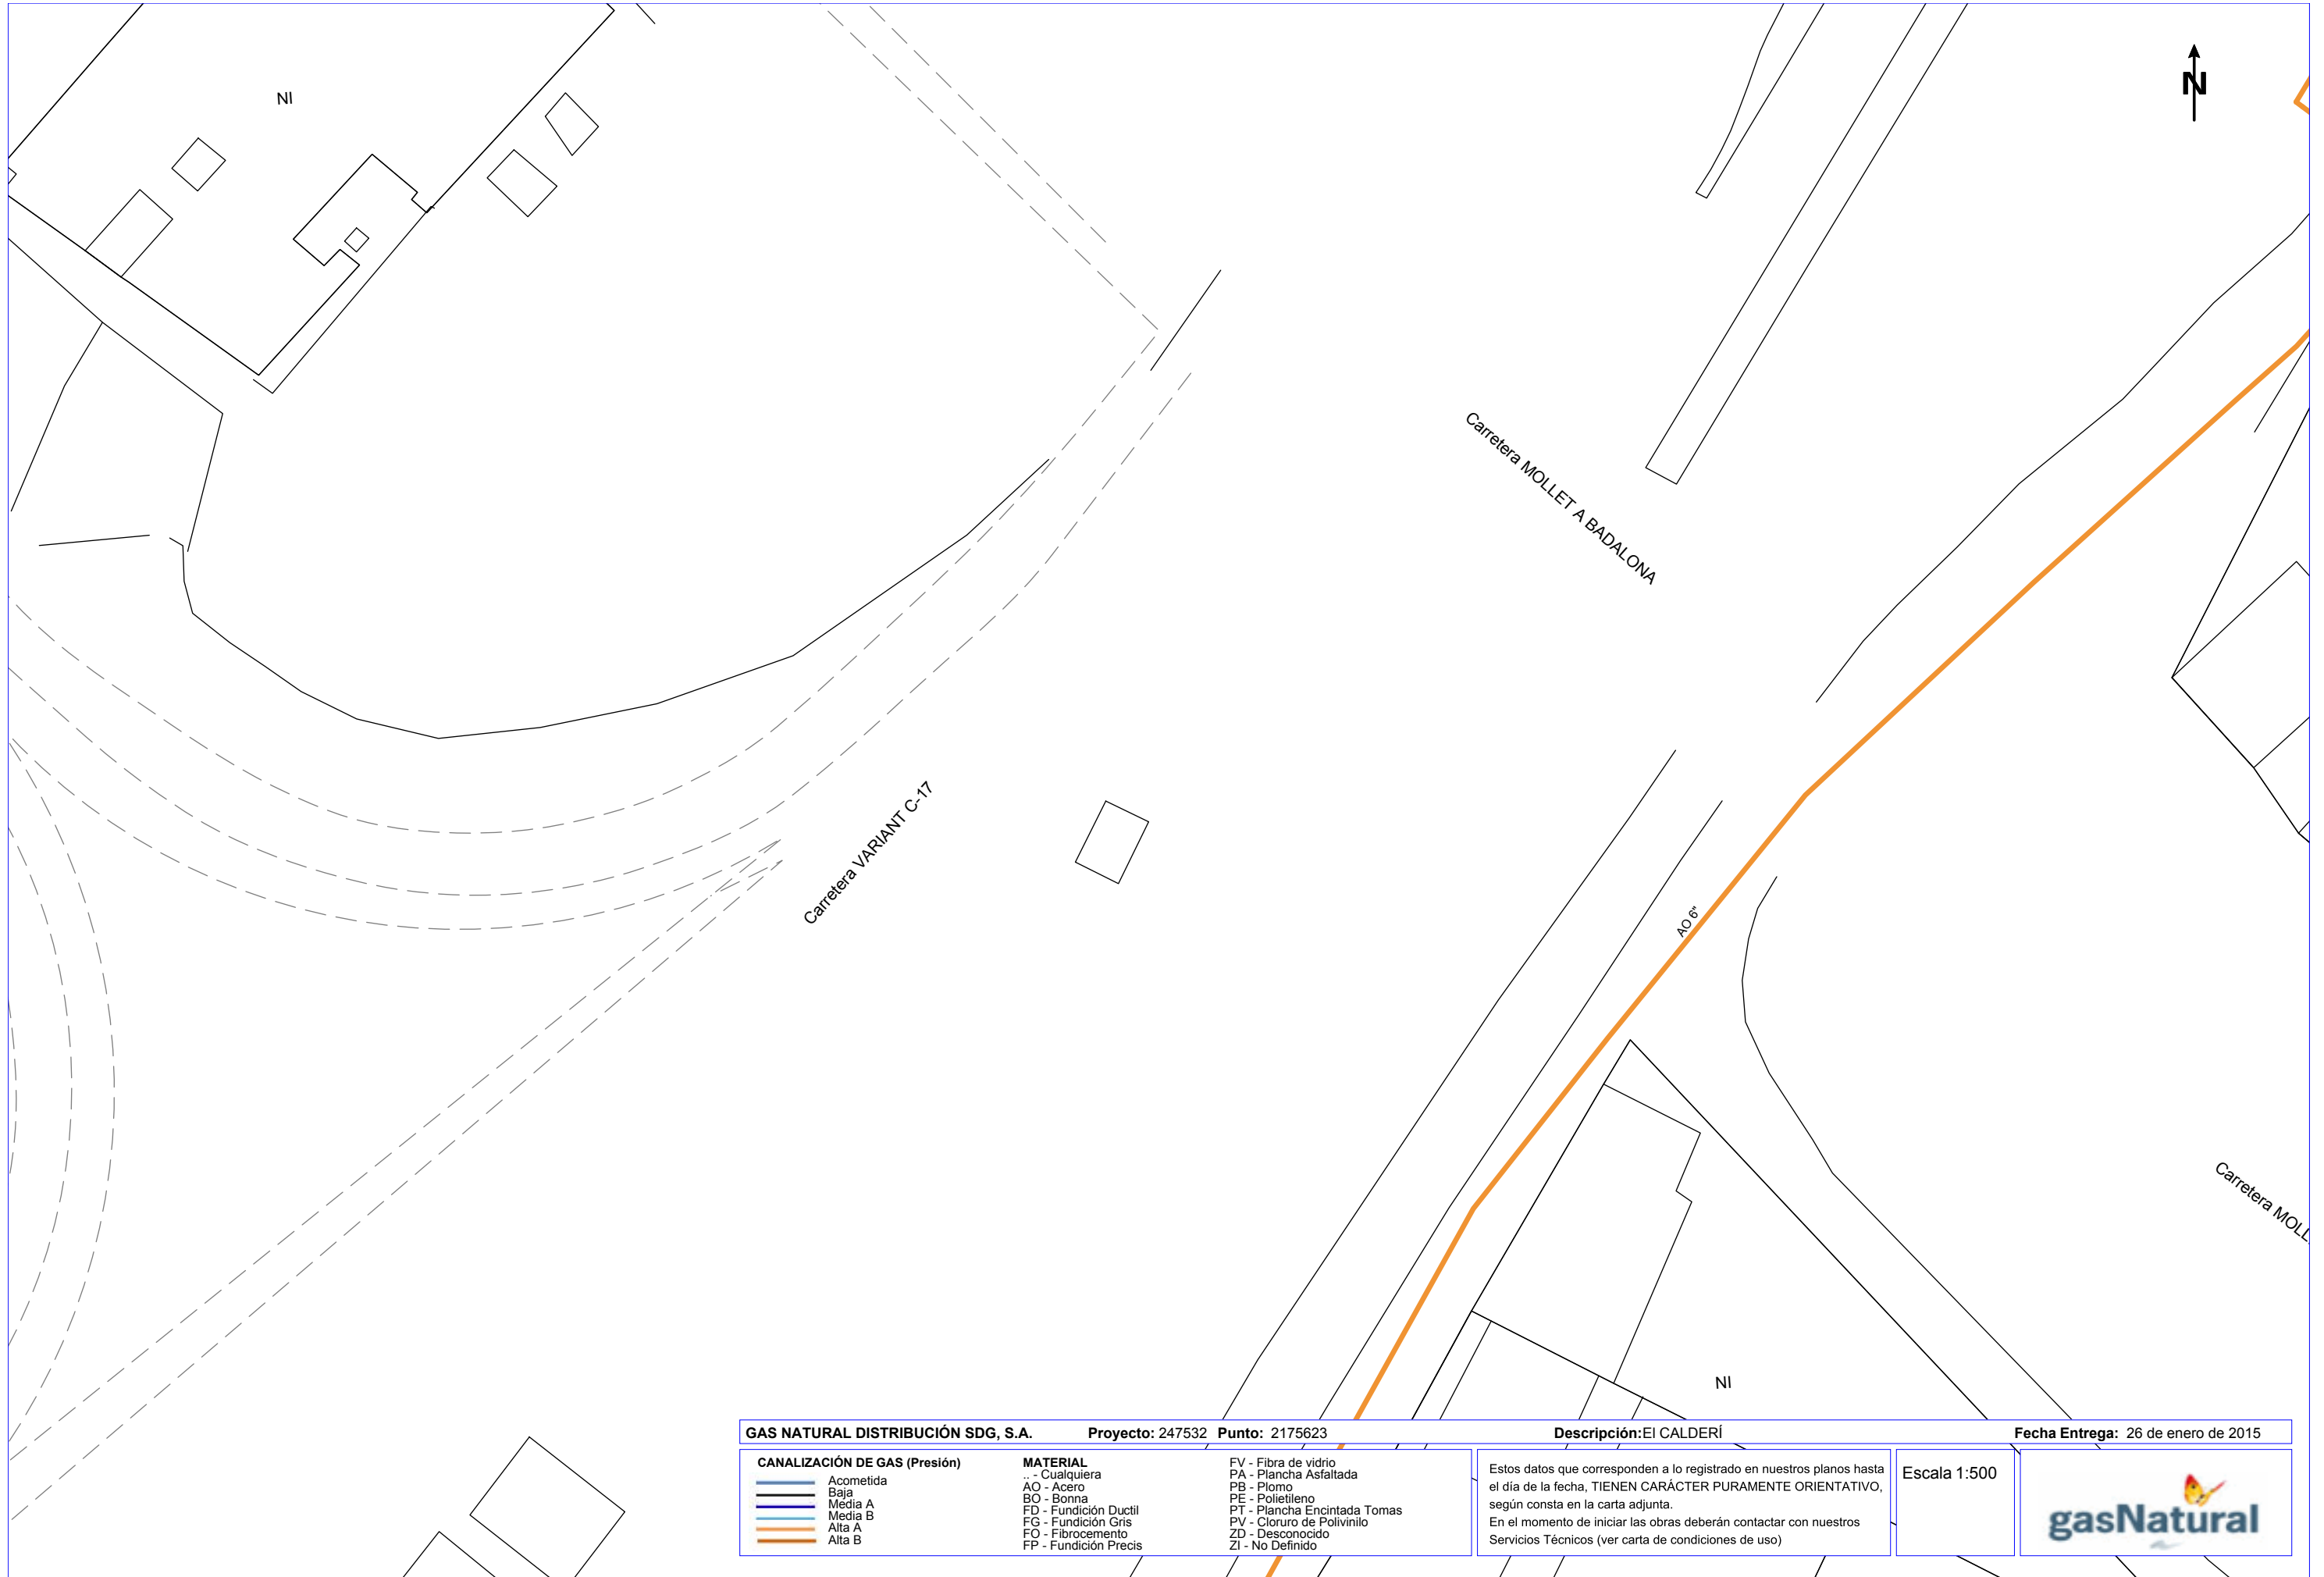 NI
N
Carretera MOLLET A BADALONA
Carretera VARIANT C-17
AO 6"
Carretera MOLL
NI
GAS NATURAL DISTRIBUCIÓN SDG, S.A. Proyecto: 247532 Punto: 2175623 Descripción:El CALDERÍ Fecha Entrega: 26 de enero de 2015
CANALIZACIÓN DE GAS (Presión)
Acometida
Baja
Media A
Media B
Alta A
Alta B
MATERIAL
.. - Cualquiera
AO - Acero
BO - Bonna
FD - Fundición Ductil
FG - Fundición Gris
FO - Fibrocemento
FP - Fundición Precis
FV - Fibra de vidrio
PA - Plancha Asfaltada
PB - Plomo
PE - Polietileno
PT - Plancha Encintada Tomas
PV - Cloruro de Polivinilo
ZD - Desconocido
ZI - No Definido
Estos datos que corresponden a lo registrado en nuestros planos hasta
el día de la fecha, TIENEN CARÁCTER PURAMENTE ORIENTATIVO,
según consta en la carta adjunta.
En el momento de iniciar las obras deberán contactar con nuestros
Servicios Técnicos (ver carta de condiciones de uso)
Escala 1:500
gasNatural